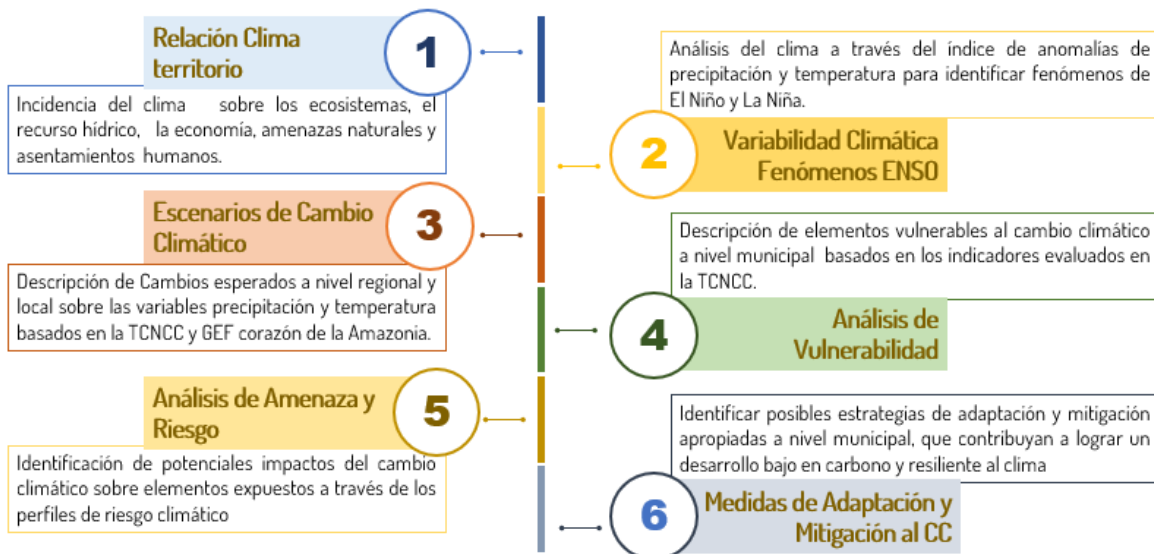 Relación Clima
territorio
1
Incidencia del clima sobre los ecosistemas, el
recurso hídrico, la economía, amenazas naturales y
asentamientos humanos.
Análisis del clima a través del índice de anomalías de
precipitación y temperatura para identificar fenómenos de
El Niño y La Niña.
2
Variabilidad Climática
Fenómenos ENSO
Escenarios de Cambio
Climático
3
Descripción de Cambios esperados a nivel regional y
local sobre las variables precipitación y temperatura
basados en la TCNCC y GEF corazón de la Amazonia.
Descripción de elementos vulnerables al cambio climático
a nivel municipal basados en los indicadores evaluados en
la TCNCC.
4
Análisis de
Vulnerabilidad
Análisis de Amenaza y
Riesgo
5
Identificación de potenciales impactos del cambio
climático sobre elementos expuestos a través de los
perfiles de riesgo climático
Identificar posibles estrategias de adaptación y mitigación
apropiadas a nivel municipal, que contribuyan a lograr un
desarrollo bajo en carbono y resiliente al clima
6
Medidas de Adaptación y
Mitigación al CC